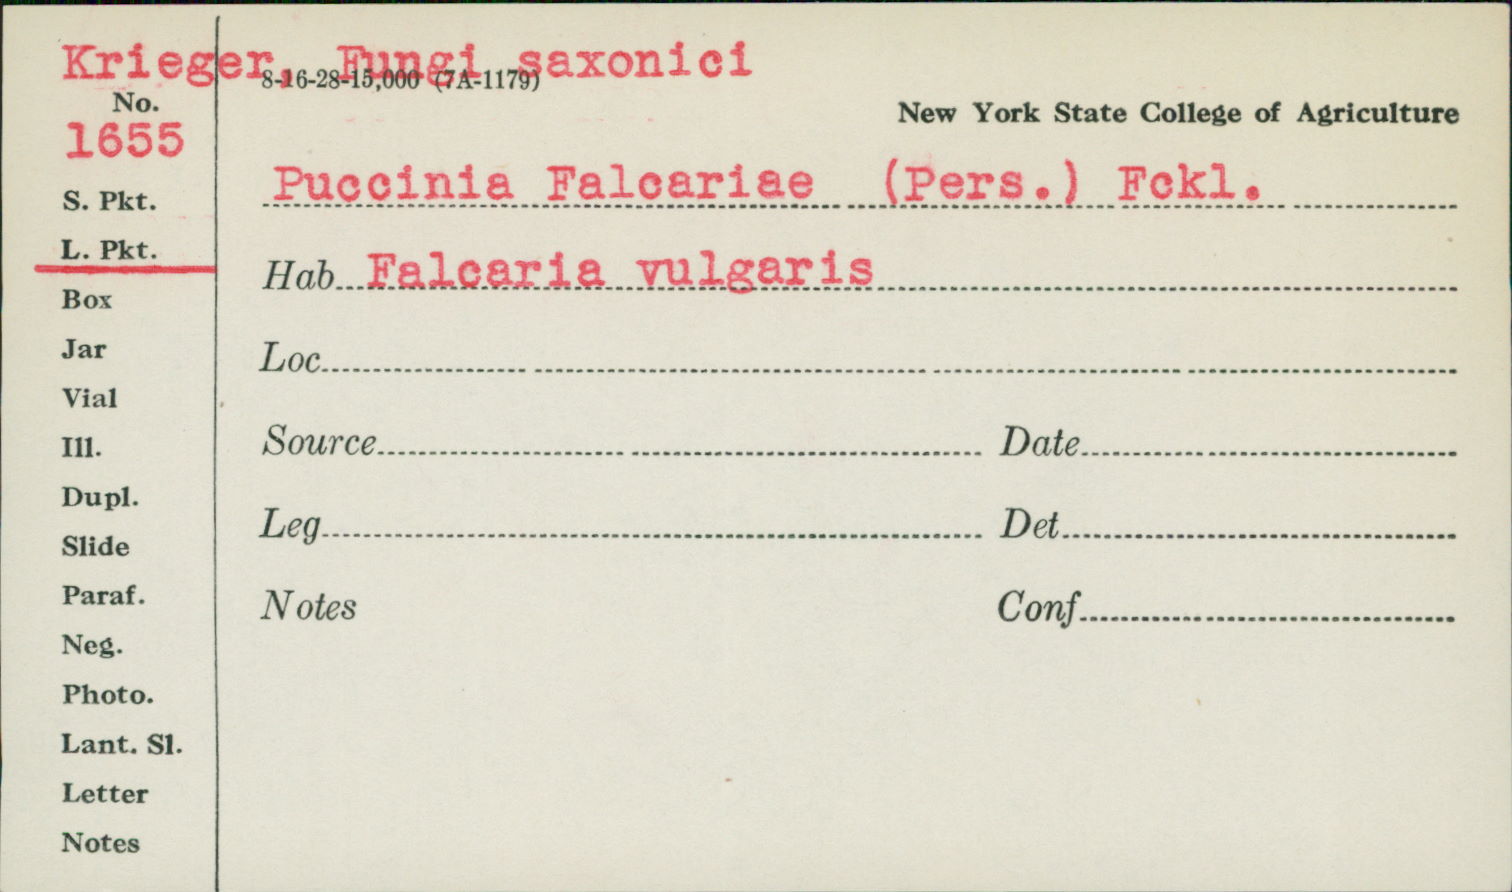 Krieger, Fungi saxonici
8-16-28-15,000 (7A-1179)
No.
New York State College of Agriculture
1655
Puccinia Falcariae (Pers.) Fckl.
S. Pkt.
L. Pkt.
Hab Falcaria vulgaris
Box
Jar
Loc
Vial
Ill.
Source Date
Dupl.
Leg Det
Slide
Paraf.
Notes Conf
Neg.
Photo.
Lant. Sl.
Letter
Notes